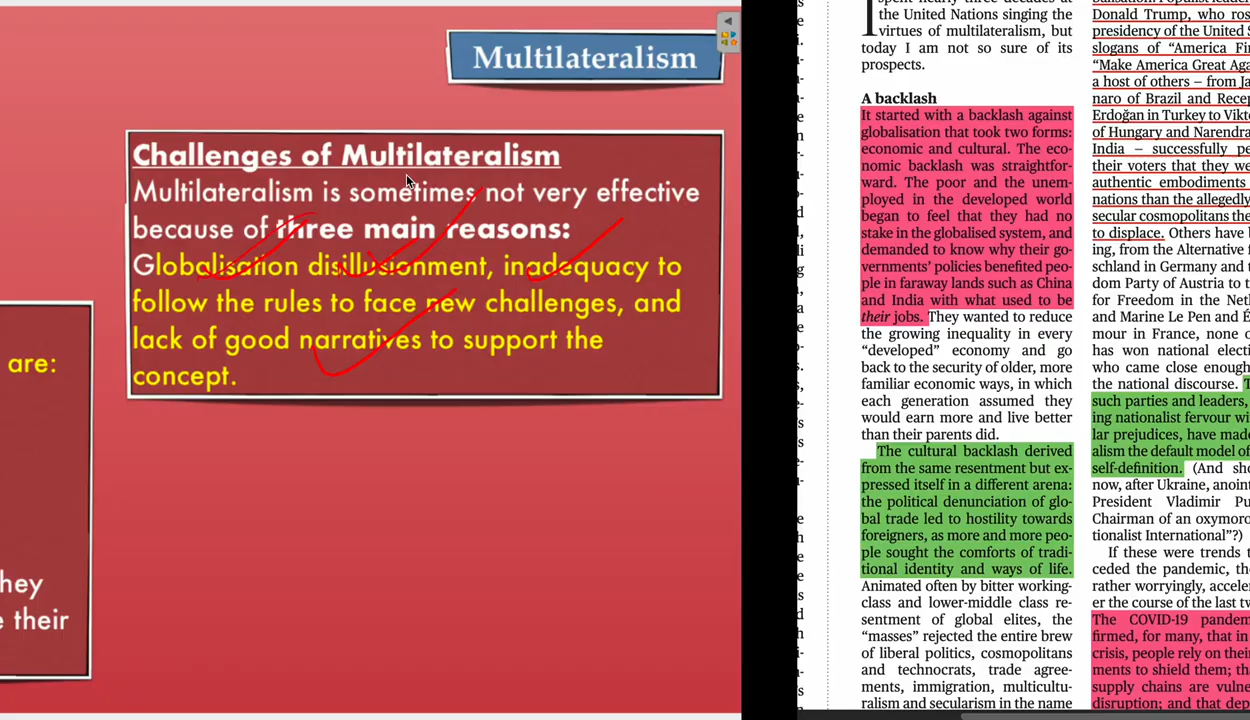 Multilateralism
Challenges of Multilateralism
Multilateralism is sometimes not very effective
because of three main reasons:
Globalisation disillusionment, inadequacy to
follow the rules to face new challenges, and
lack of good narratives to support the
concept.
are:
hey
e their
spent nearly three decades at
the United Nations singing the
virtues of multilateralism, but
today I am not so sure of its
prospects.
A backlash
It started with a backlash against
globalisation that took two forms:
economic and cultural. The eco-
nomic backlash was straightfor-
ward. The poor and the unem-
ployed in the developed world
began to feel that they had no
stake in the globalised system, and
demanded to know why their go-
vernments' policies benefited peo-
ple in faraway lands such as China
and India with what used to be
their jobs. They wanted to reduce
the growing inequality in every
"developed" economy and go
back to the security of older, more
familiar economic ways, in which
each generation assumed they
would earn more and live better
than their parents did.
The cultural backlash derived
from the same resentment but ex-
pressed itself in a different arena:
the political denunciation of glo-
bal trade led to hostility towards
foreigners, as more and more peo-
ple sought the comforts of tradi-
tional identity and ways of life.
Animated often by bitter working-
class and lower-middle class re-
sentment of global elites, the
"masses" rejected the entire brew
of liberal politics, cosmopolitans
and technocrats, trade agree-
ments, immigration, multicultu-
ralism and secularism in the name
Donald Trump, who ros
presidency of the United S
slogans of "America Fir
"Make America Great Aga
a host of others – from Ja
naro of Brazil and Recep
Erdoğan in Turkey to Vikt
of Hungary and Narendra
India – successfully pe
their voters that they we
authentic embodiments
nations than the allegedly
secular cosmopolitans the
to displace. Others have b
ing, from the Alternative f
schland in Germany and t
dom Party of Austria to t
for Freedom in the Neth
and Marine Le Pen and É
mour in France, none o
has won national electi
who came close enough
the national discourse. T
such parties and leaders,
ing nationalist fervour wi
lar prejudices, have made
alism the default model of
self-definition. (And sho
now, after Ukraine, anoint
President Vladimir Pu
Chairman of an oxymoro
tionalist International"?)
If these were trends t
ceded the pandemic, the
rather worryingly, acceler
er the course of the last tw
The COVID-19 pandem
firmed, for many, that in
crisis, people rely on their
ments to shield them; tha
supply chains are vulne
disruption; and that dep